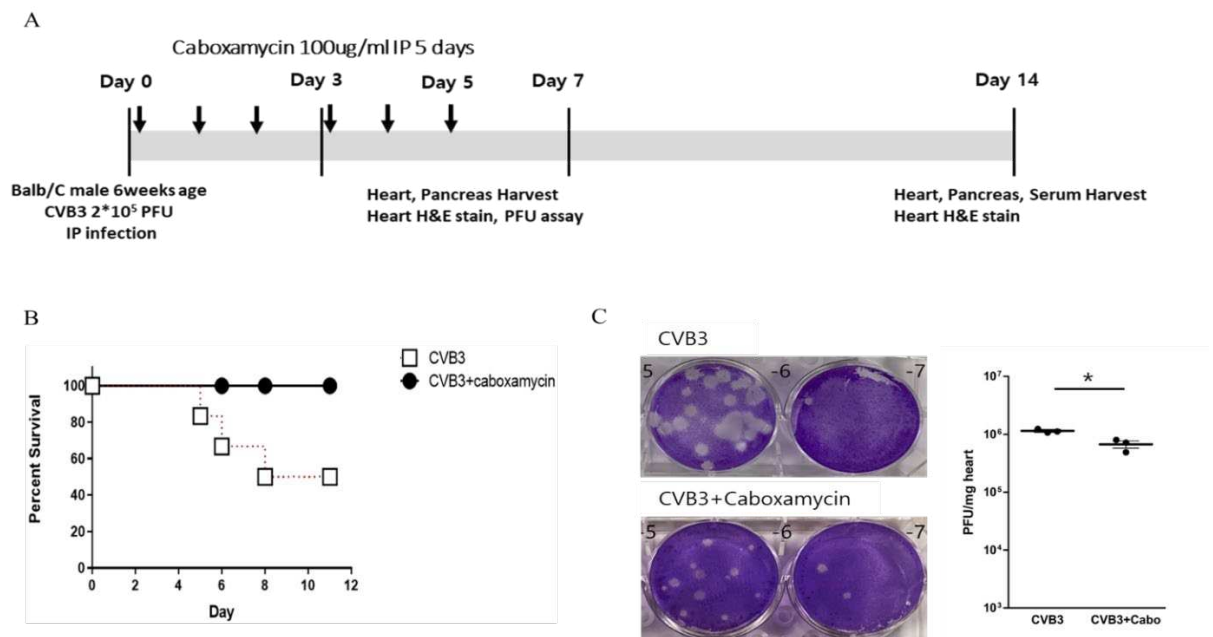 A
Caboxamycin 100ug/ml IP 5 days
Day 0
Day 3
Day 5
Day 7
Day 14
Balb/C male 6weeks age
CVB3 2*10⁵ PFU
IP infection
Heart, Pancreas Harvest
Heart H&E stain, PFU assay
Heart, Pancreas, Serum Harvest
Heart H&E stain
B
CVB3
CVB3+caboxamycin
Percent Survival
100
80
60
40
20
0
0 2 4 6 8 10 12
Day
C
CVB3
5 -6 -7
CVB3+Caboxamycin
-5 -6 -7
PFU/mg heart
10⁷
10⁶
10⁵
10⁴
10³
*
CVB3 CVB3+Cabo